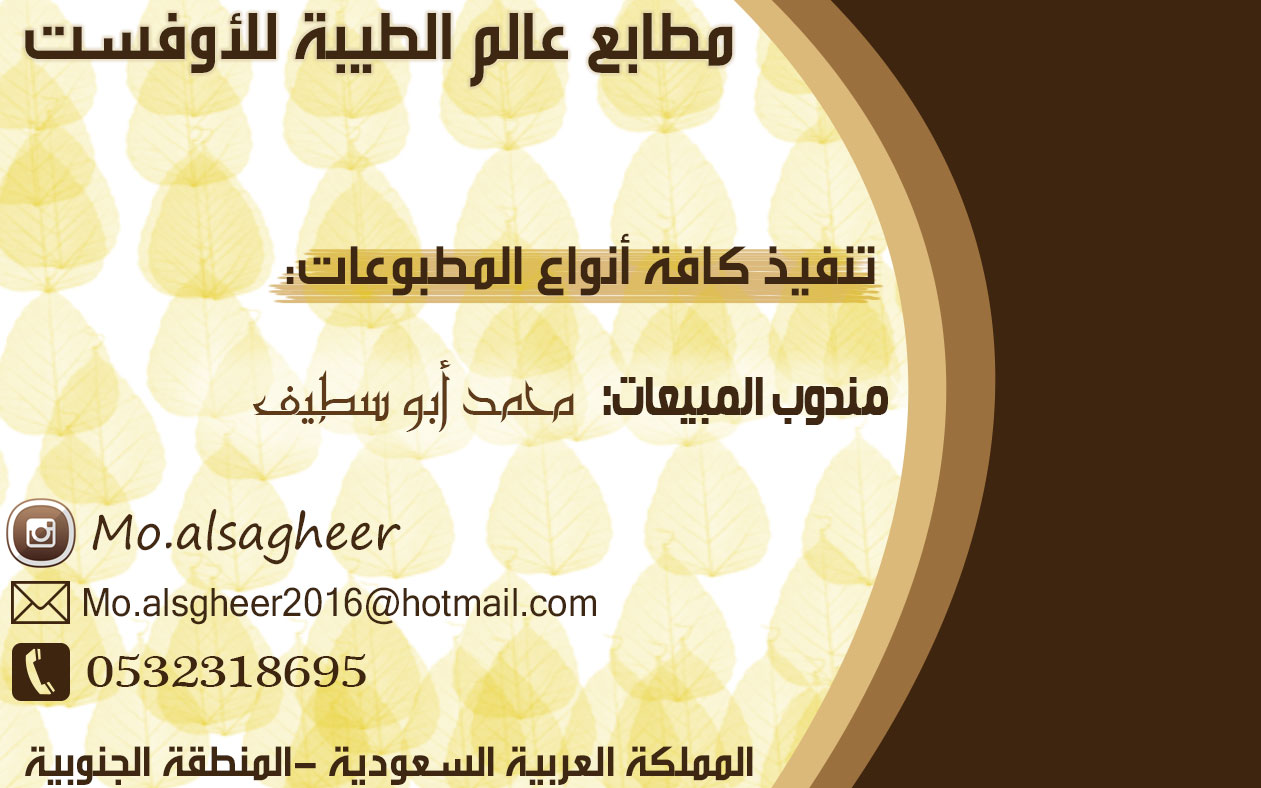 مطابع عالم الطيبة للأوفست
تنفيذ كافة أنواع المطبوعات:
مندوب المبيعات: محمد أبو سطيف
Mo.alsagheer
Mo.alsgheer2016@hotmail.com
0532318695
المملكة العربية السعودية –المنطقة الجنوبية